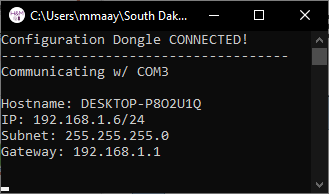 C:\Users\mmaay\South Dak
Configuration Dongle CONNECTED!
-----------------------------------
Communicating w/ COM3
Hostname: DESKTOP-P8O2U1Q
IP: 192.168.1.6/24
Subnet: 255.255.255.0
Gateway: 192.168.1.1